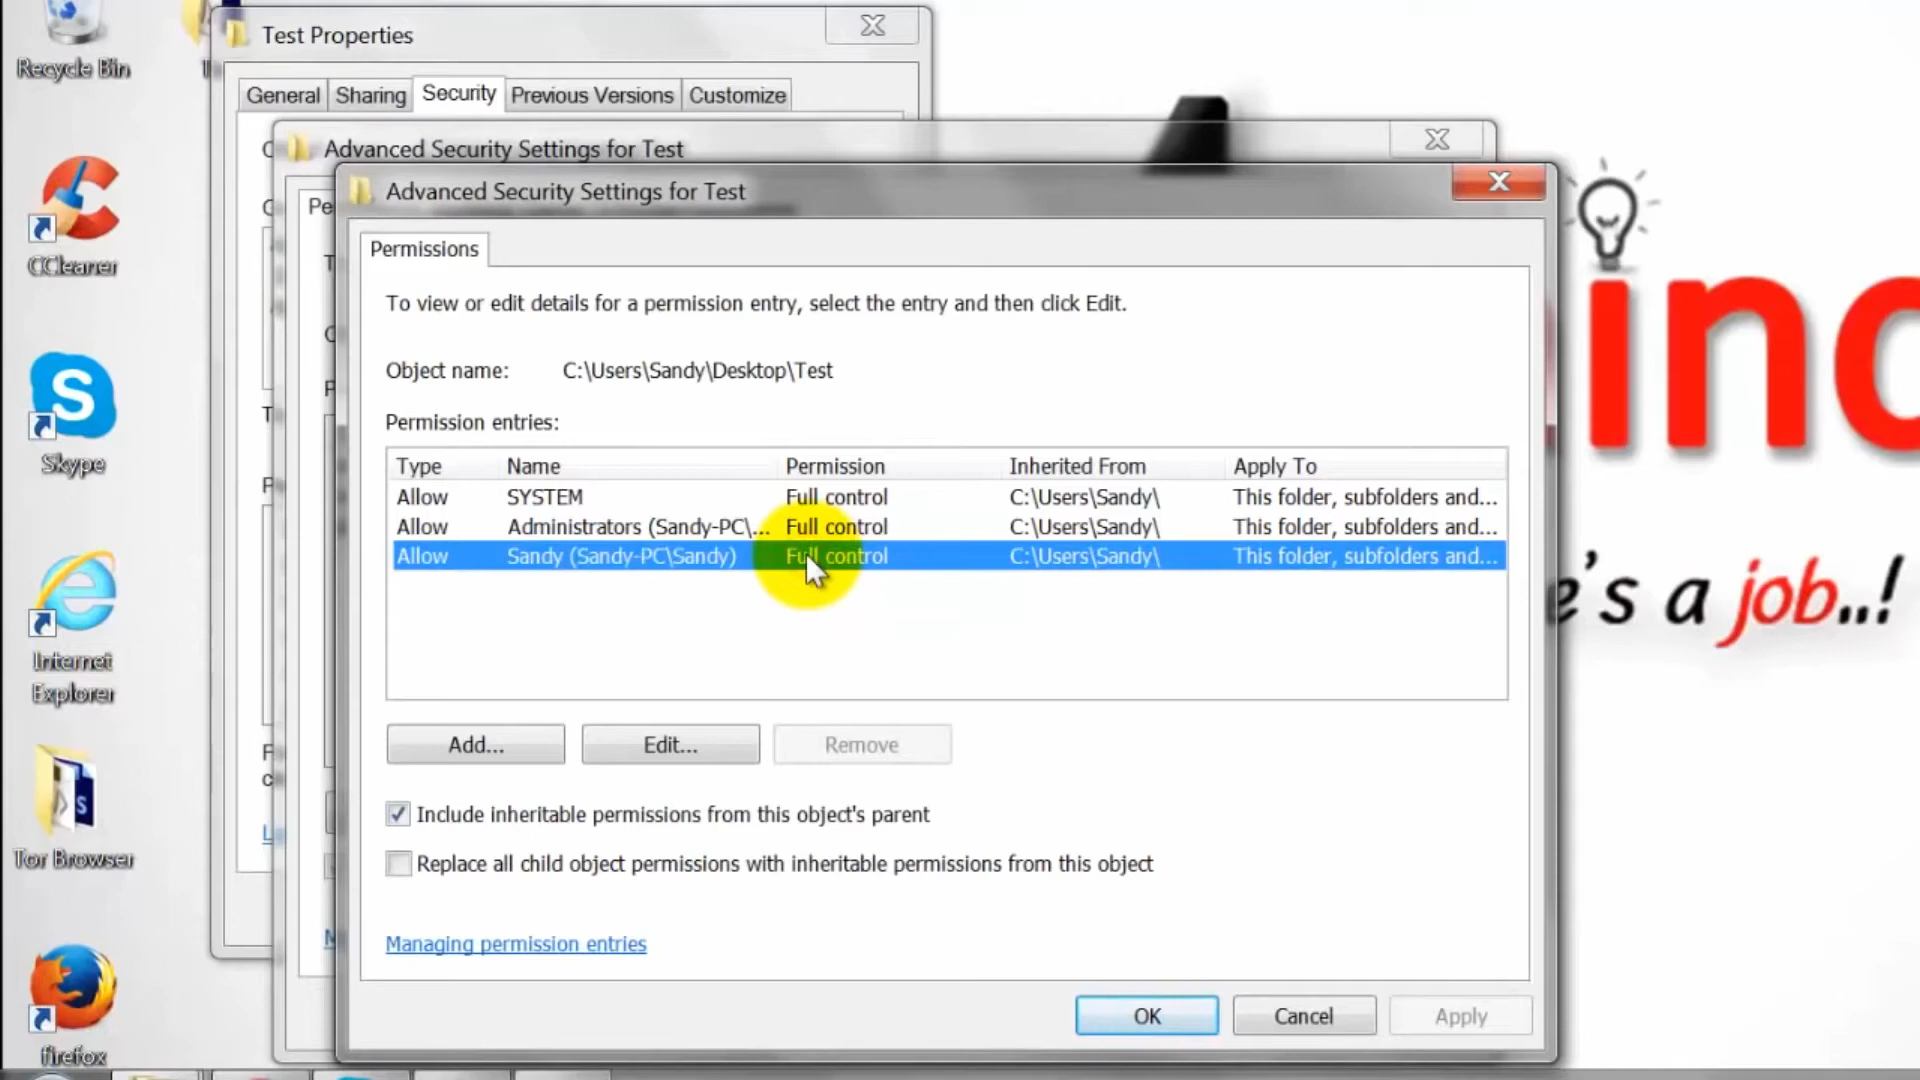 Recycle Bin
CCleaner
Skype
Internet
Explorer
Tor Browser
firefox
Test Properties
General Sharing Security Previous Versions Customize
Advanced Security Settings for Test
Advanced Security Settings for Test
Permissions
To view or edit details for a permission entry, select the entry and then click Edit.
Object name: C:\Users\Sandy\Desktop\Test
Permission entries:
Type Name Permission Inherited From Apply To
Allow SYSTEM Full control C:\Users\Sandy\ This folder, subfolders and...
Allow Administrators (Sandy-PC\... Full control C:\Users\Sandy\ This folder, subfolders and...
Allow Sandy (Sandy-PC\Sandy) Full control C:\Users\Sandy\ This folder, subfolders and...
Add... Edit... Remove
Include inheritable permissions from this object's parent
Replace all child object permissions with inheritable permissions from this object
Managing permission entries
OK Cancel Apply
e's a job..!